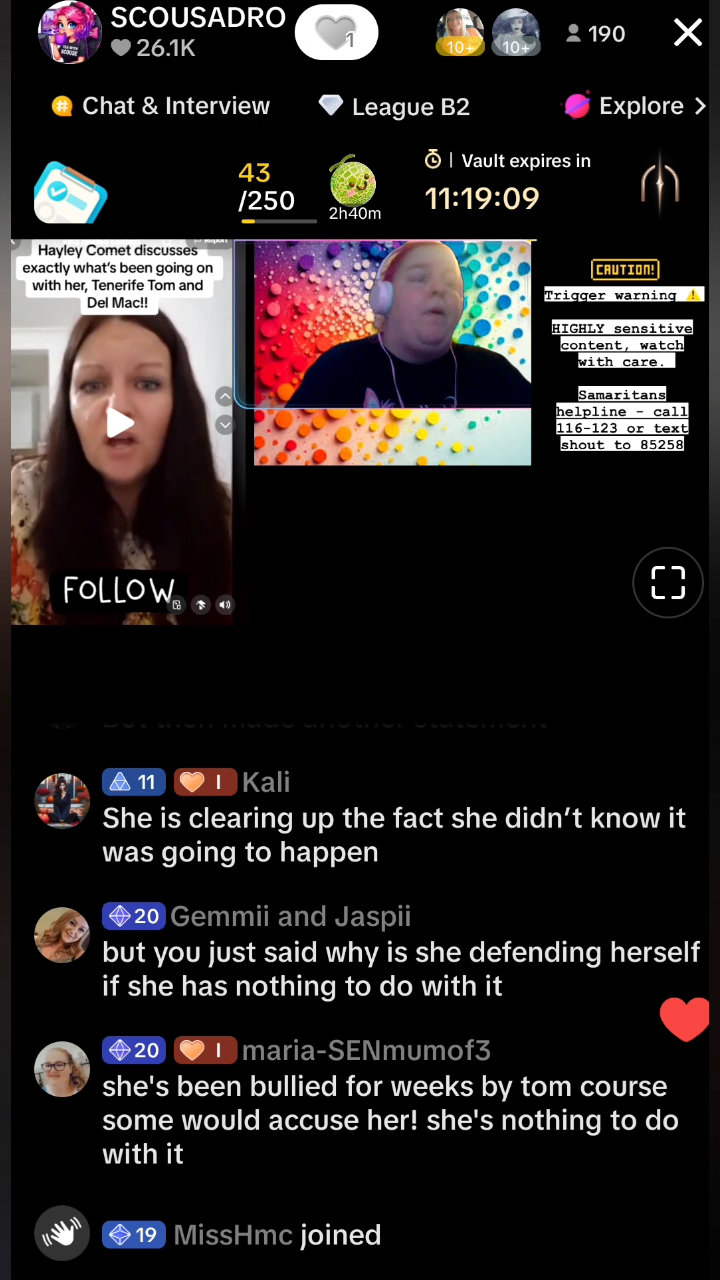 SCOUSADRO
26.1K
1
10+
10+
190
Chat & Interview
League B2
Explore >
43
/250
2h40m
Vault expires in
11:19:09
Report
Hayley Comet discusses
exactly what's been going on
with her, Tenerife Tom and
Del Mac!!
FOLLOW
CAUTION!
Trigger warning ⚠️
HIGHLY sensitive
content, watch
with care.
Samaritans
helpline - call
116-123 or text
shout to 85258
But then made another statement
11 I Kali
She is clearing up the fact she didn't know it
was going to happen
20 Gemmii and Jaspii
but you just said why is she defending herself
if she has nothing to do with it
20 I maria-SENmumof3
she's been bullied for weeks by tom course
some would accuse her! she's nothing to do
with it
19 MissHmc joined